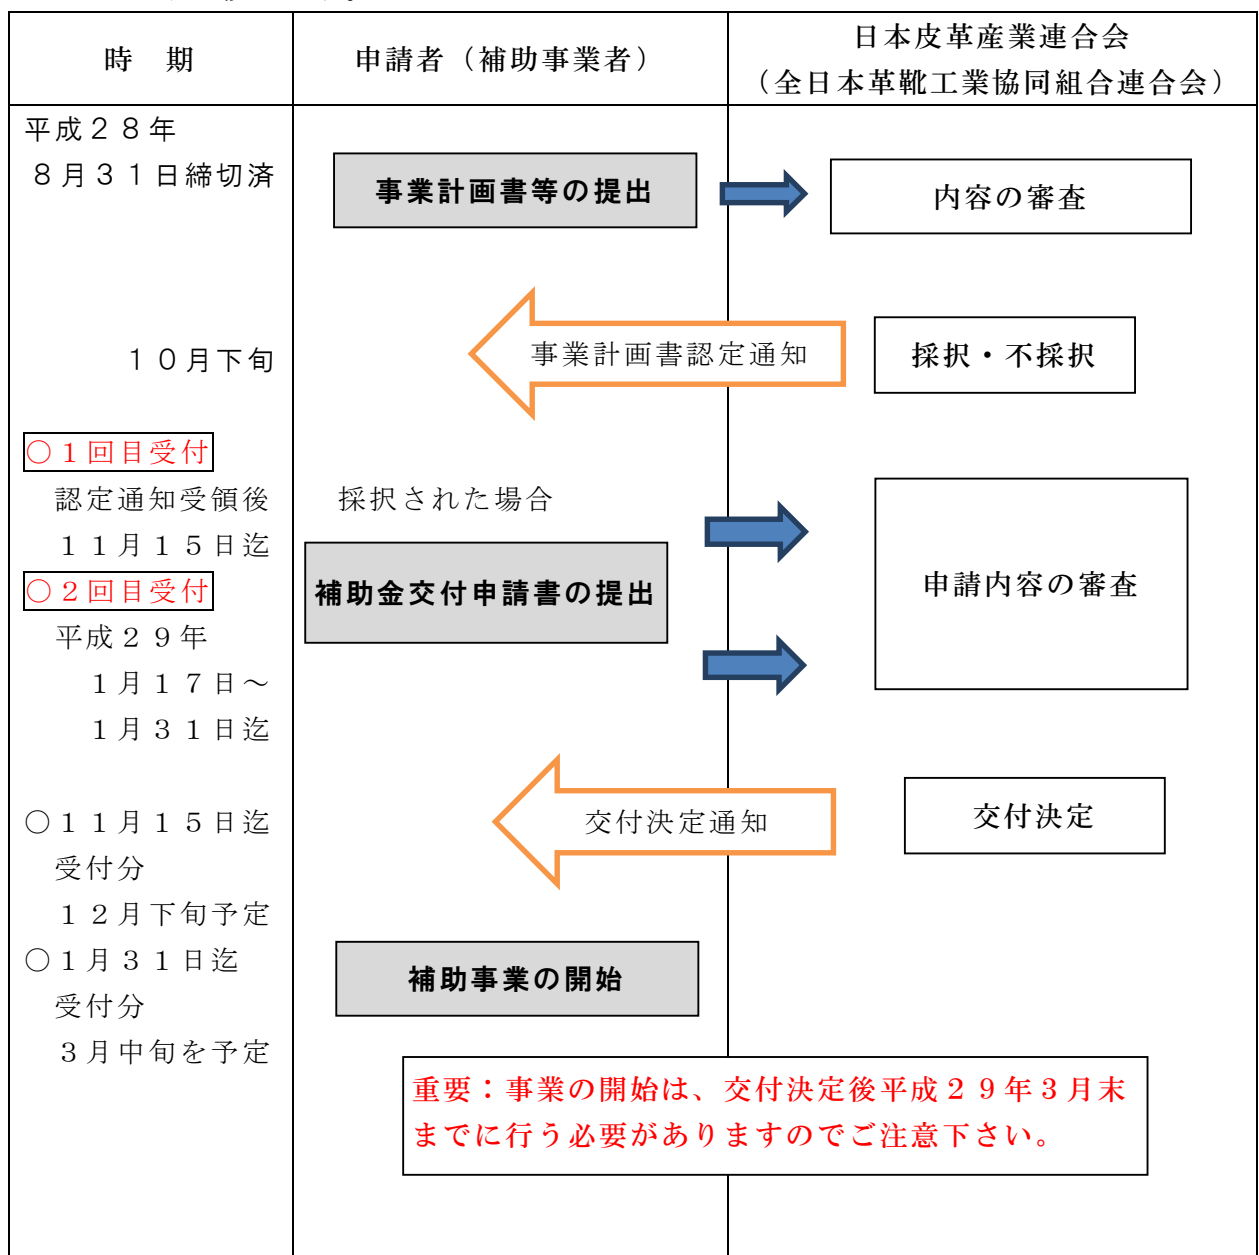 時　期
申請者（補助事業者）
日本皮革産業連合会
（全日本革靴工業協同組合連合会）
平成２８年
８月３１日締切済
事業計画書等の提出
内容の審査
１０月下旬
事業計画書認定通知
採択・不採択
○１回目受付
認定通知受領後
１１月１５日迄
○２回目受付
平成２９年
１月１７日～
１月３１日迄
採択された場合
補助金交付申請書の提出
申請内容の審査
○１１月１５日迄
受付分
１２月下旬予定
○１月３１日迄
受付分
３月中旬を予定
交付決定通知
交付決定
補助事業の開始
重要：事業の開始は、交付決定後平成２９年３月末
までに行う必要がありますのでご注意下さい。